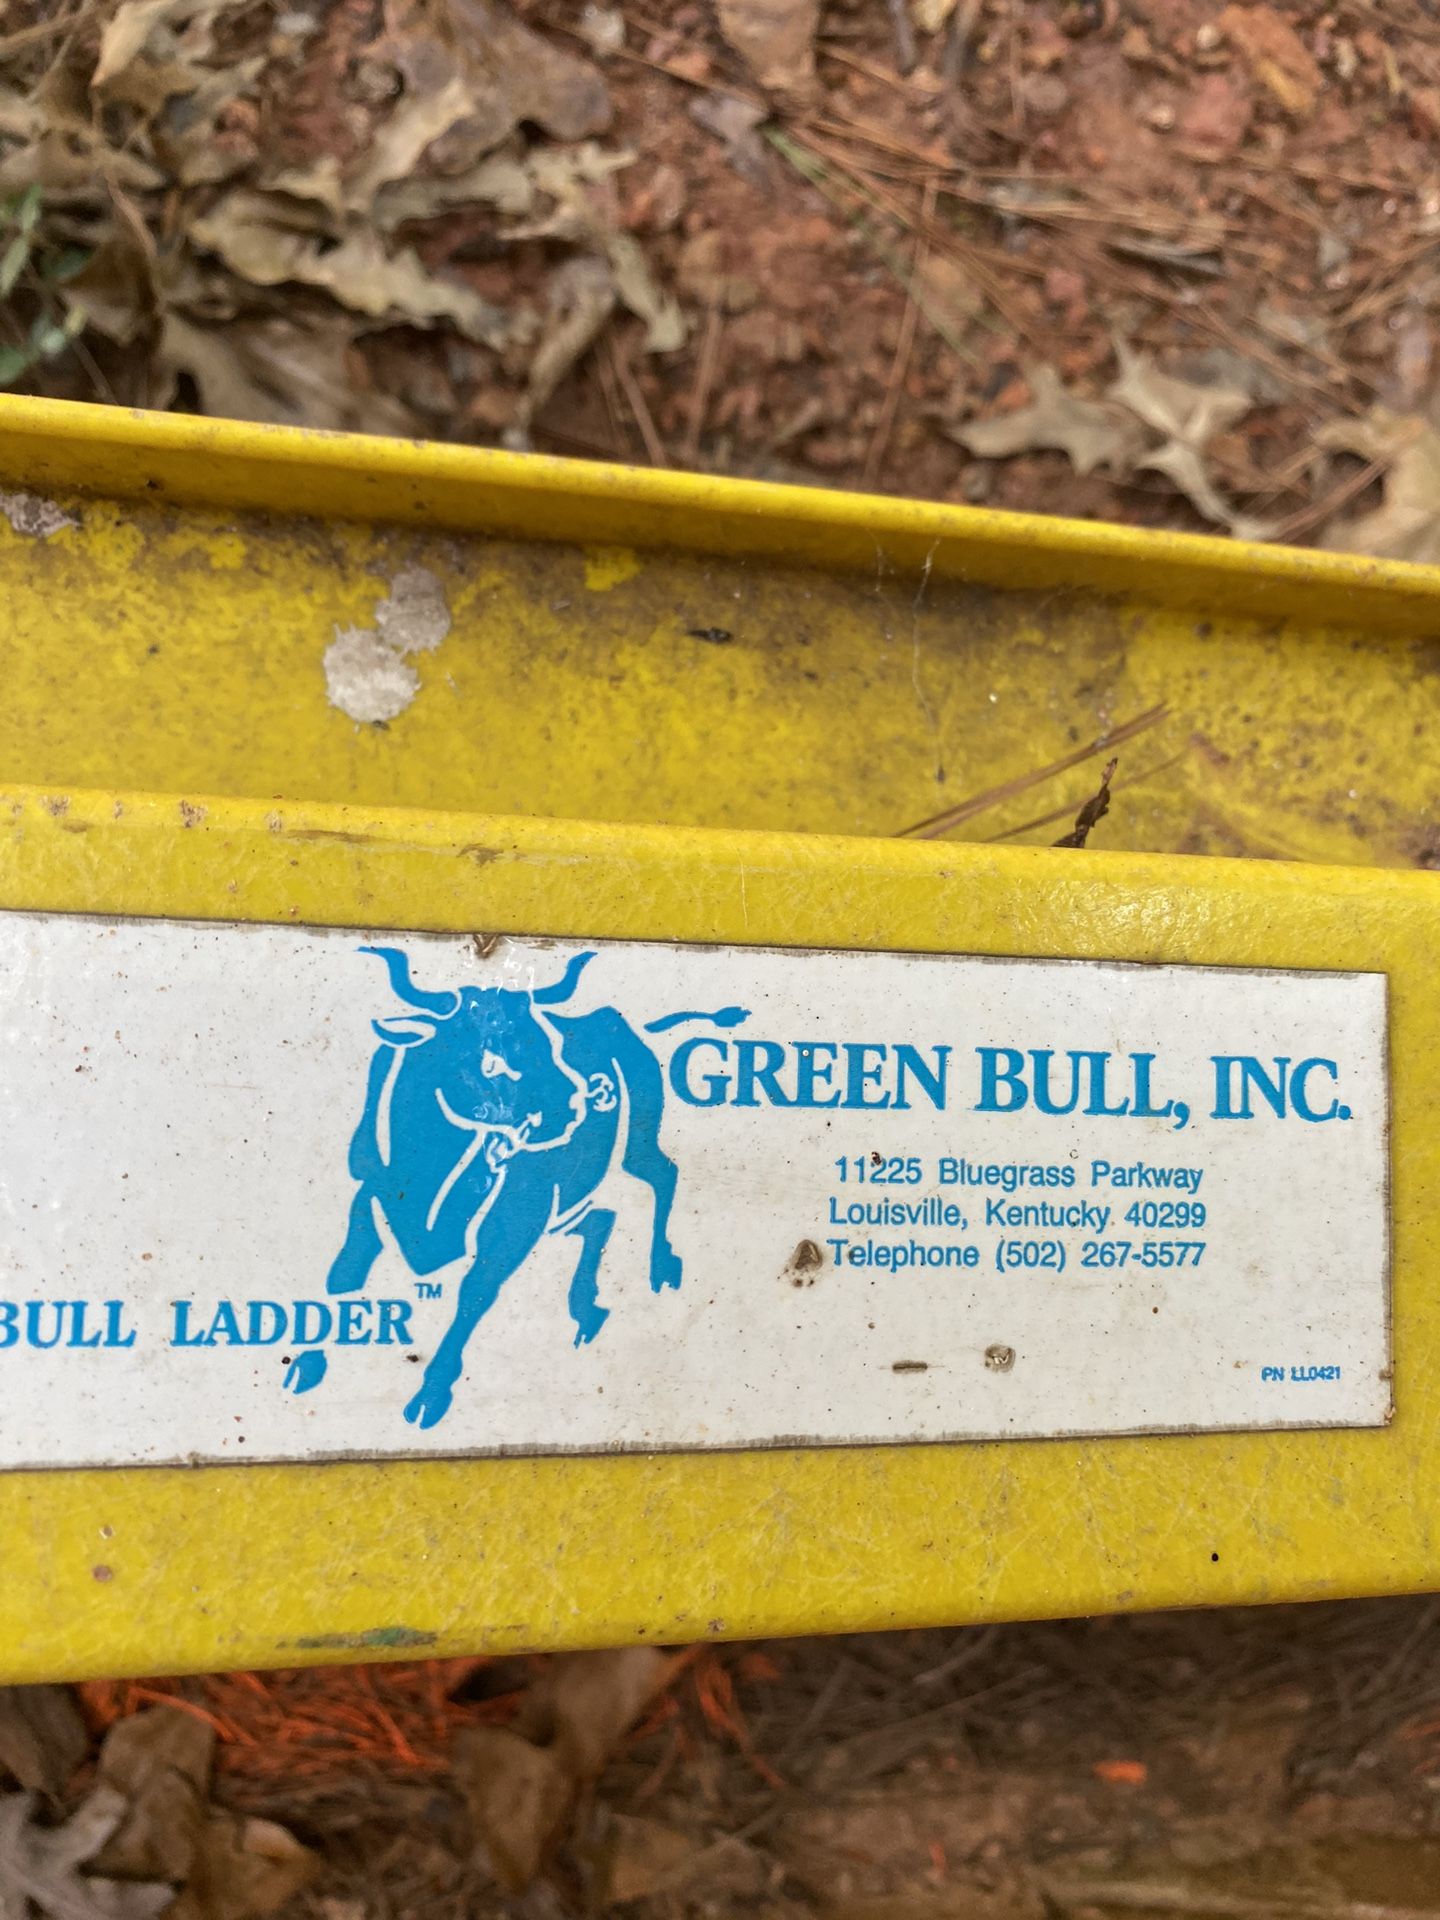 GREEN BULL, INC.
11225 Bluegrass Parkway
Louisville, Kentucky 40299
Telephone (502) 267-5577
BULL LADDER™
PN LL0421